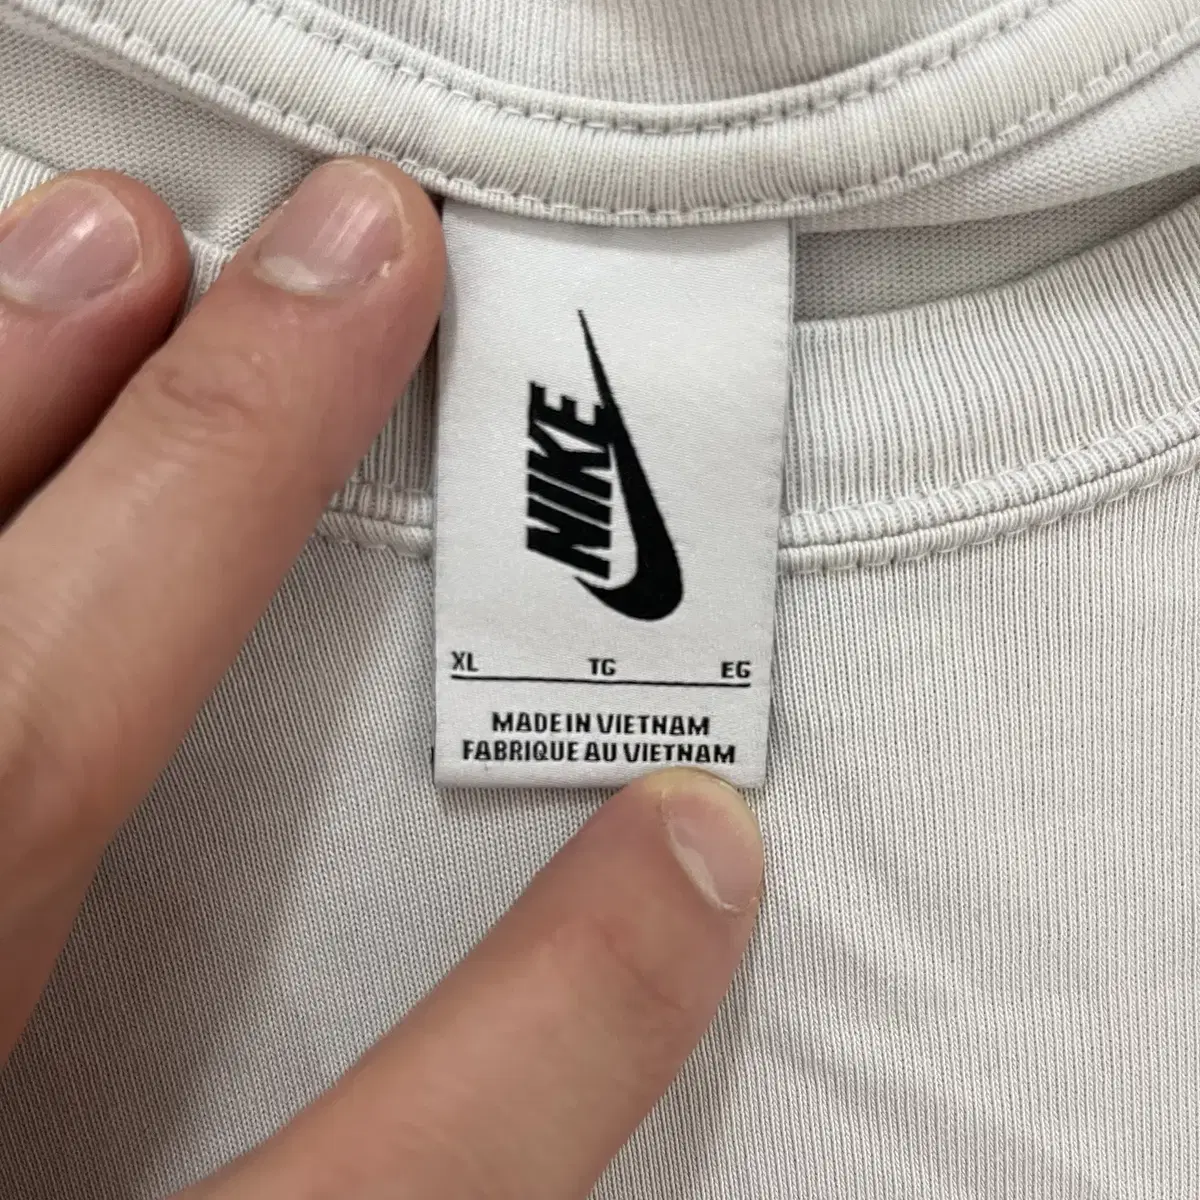 NIKE
XL TG EG
MADE IN VIETNAM
FABRIQUE AU VIETNAM